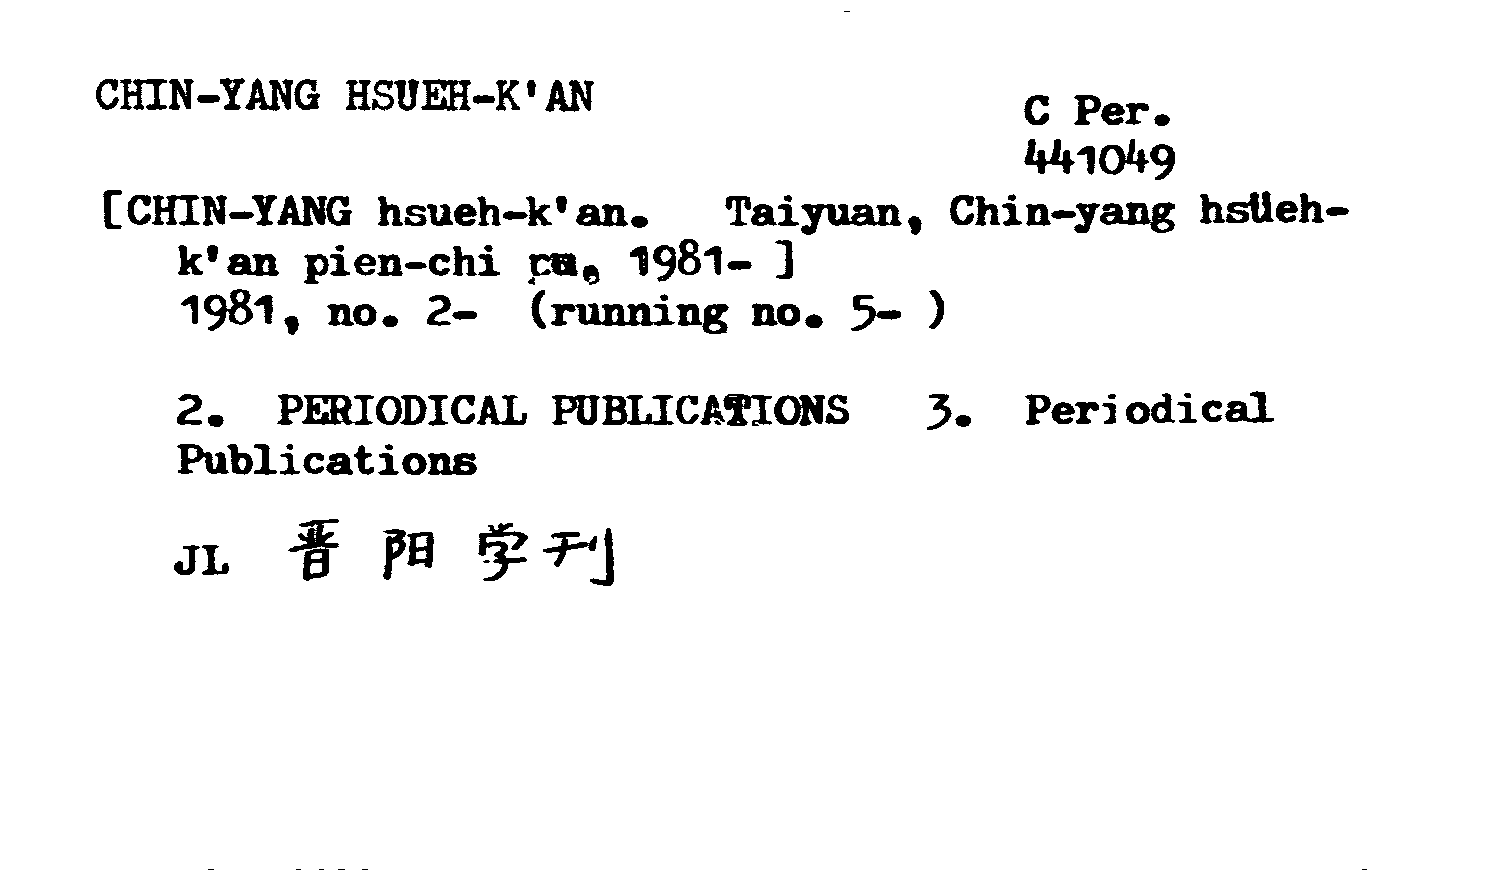 CHIN-YANG HSUEH-K'AN
C Per.
441049
[CHIN-YANG hsueh-k'an. Taiyuan, Chin-yang hsüeh-
k'an pien-chi 1981- ]
1981, no. 2- (running no. 5- )
2. PERIODICAL PUBLICATIONS 3. Periodical
Publications
JL 晋阳学刊